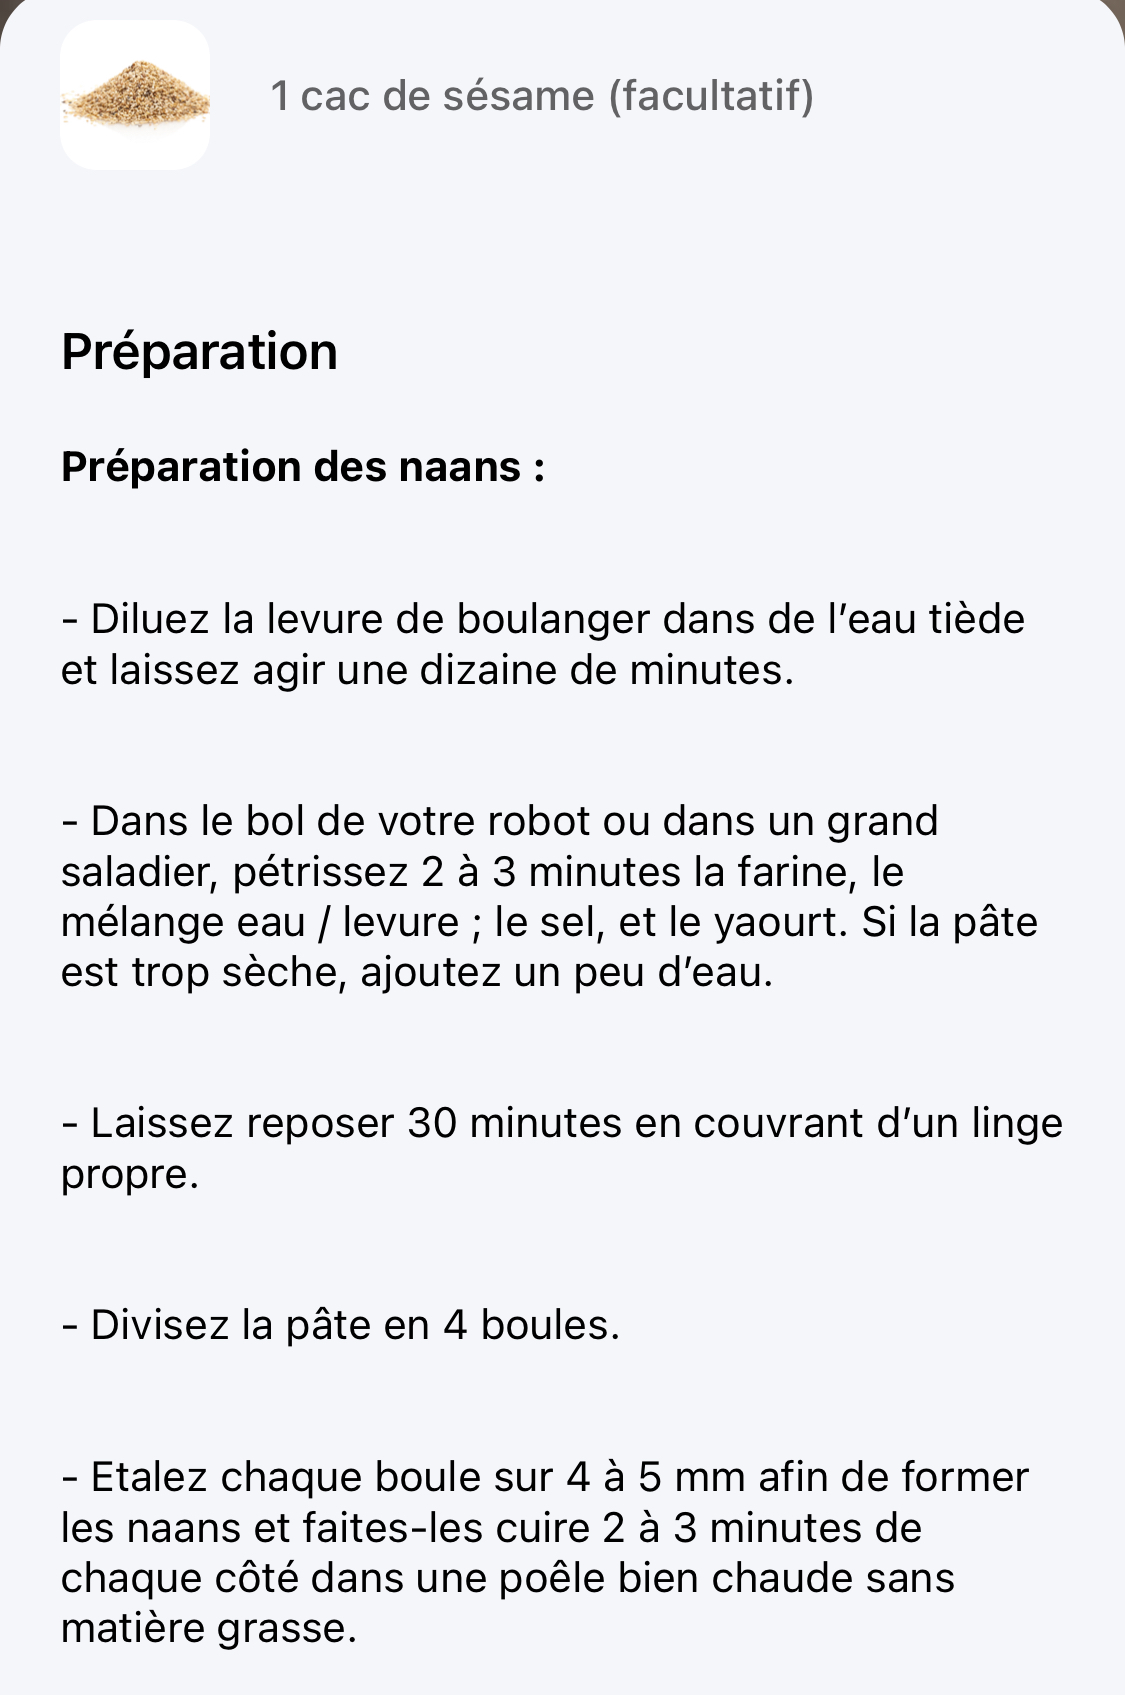 1 cac de sésame (facultatif)
Préparation
Préparation des naans :
- Diluez la levure de boulanger dans de l’eau tiède
et laissez agir une dizaine de minutes.
- Dans le bol de votre robot ou dans un grand
saladier, pétrissez 2 à 3 minutes la farine, le
mélange eau / levure ; le sel, et le yaourt. Si la pâte
est trop sèche, ajoutez un peu d’eau.
- Laissez reposer 30 minutes en couvrant d’un linge
propre.
- Divisez la pâte en 4 boules.
- Etalez chaque boule sur 4 à 5 mm afin de former
les naans et faites-les cuire 2 à 3 minutes de
chaque côté dans une poêle bien chaude sans
matière grasse.